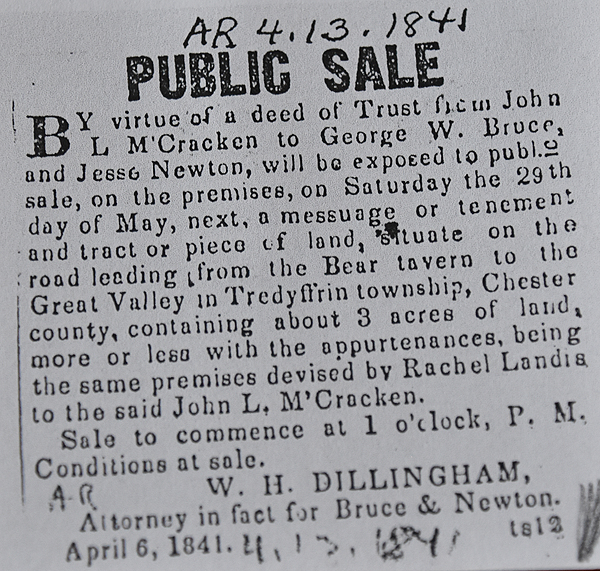 AR 4.13.1841
PUBLIC SALE
BY virtue of a deed of Trust from John
L M'Cracken to George W. Bruce,
and Jesse Newton, will be exposed to public
sale, on the premises, on Saturday the 29th
day of May, next, a messuage or tenement
and tract or piece of land, situate on the
road leading from the Bear tavern to the
Great Valley in Tredyffrin township, Chester
county, containing about 3 acres of land,
more or less with the appurtenances, being
the same premises devised by Rachel Landis
to the said John L. M'Cracken.
Sale to commence at 1 o'clock, P. M.
Conditions at sale.
AR W. H. DILLINGHAM,
Attorney in fact for Bruce & Newton.
April 6, 1841. 4.13.1841 ts13